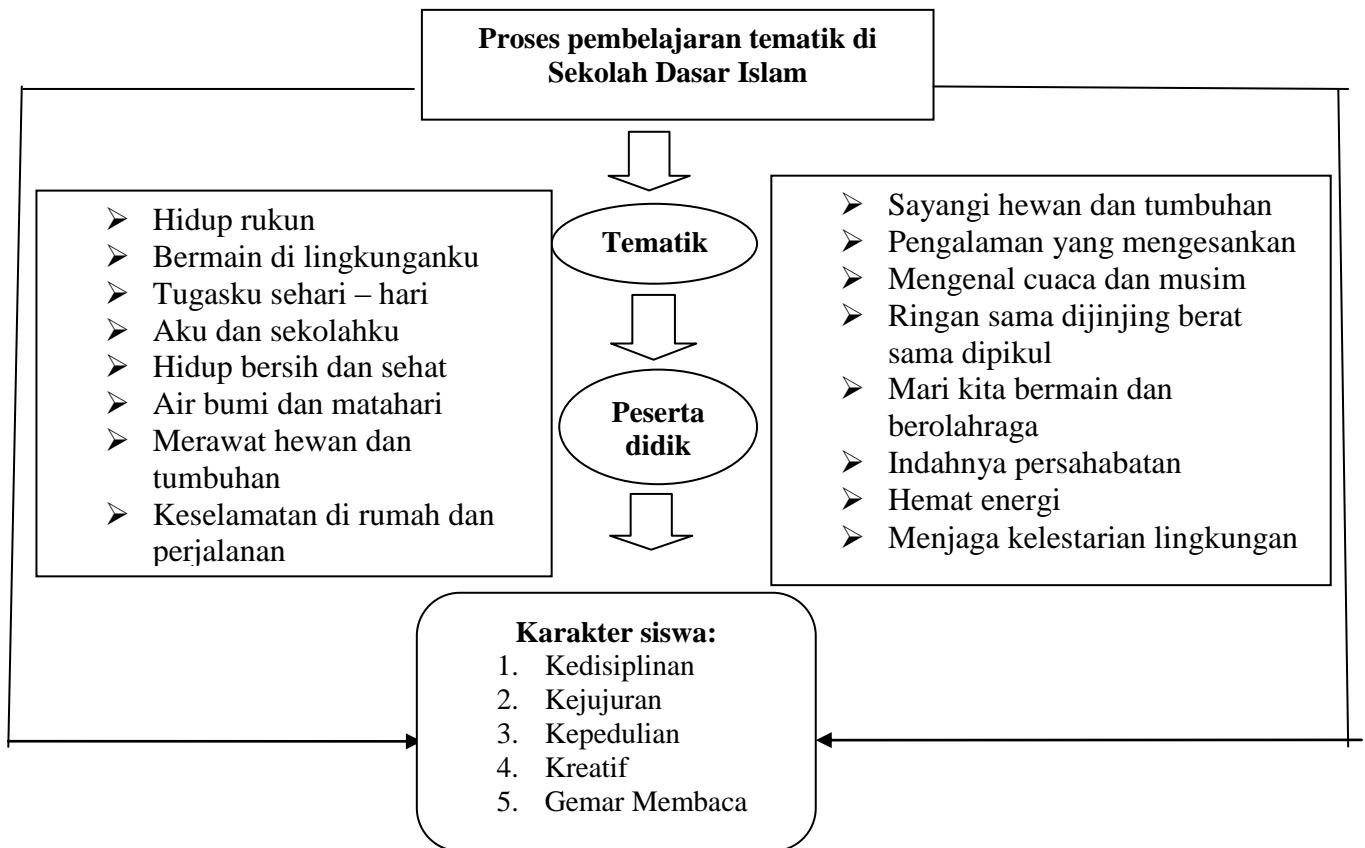 Proses pembelajaran tematik di
Sekolah Dasar Islam
➢ Hidup rukun
➢ Bermain di lingkunganku
➢ Tugasku sehari – hari
➢ Aku dan sekolahku
➢ Hidup bersih dan sehat
➢ Air bumi dan matahari
➢ Merawat hewan dan
tumbuhan
➢ Keselamatan di rumah dan
perjalanan
Tematik
Peserta
didik
➢ Sayangi hewan dan tumbuhan
➢ Pengalaman yang mengesankan
➢ Mengenal cuaca dan musim
➢ Ringan sama dijinjing berat
sama dipikul
➢ Mari kita bermain dan
berolahraga
➢ Indahnya persahabatan
➢ Hemat energi
➢ Menjaga kelestarian lingkungan
Karakter siswa:
1. Kedisiplinan
2. Kejujuran
3. Kepedulian
4. Kreatif
5. Gemar Membaca